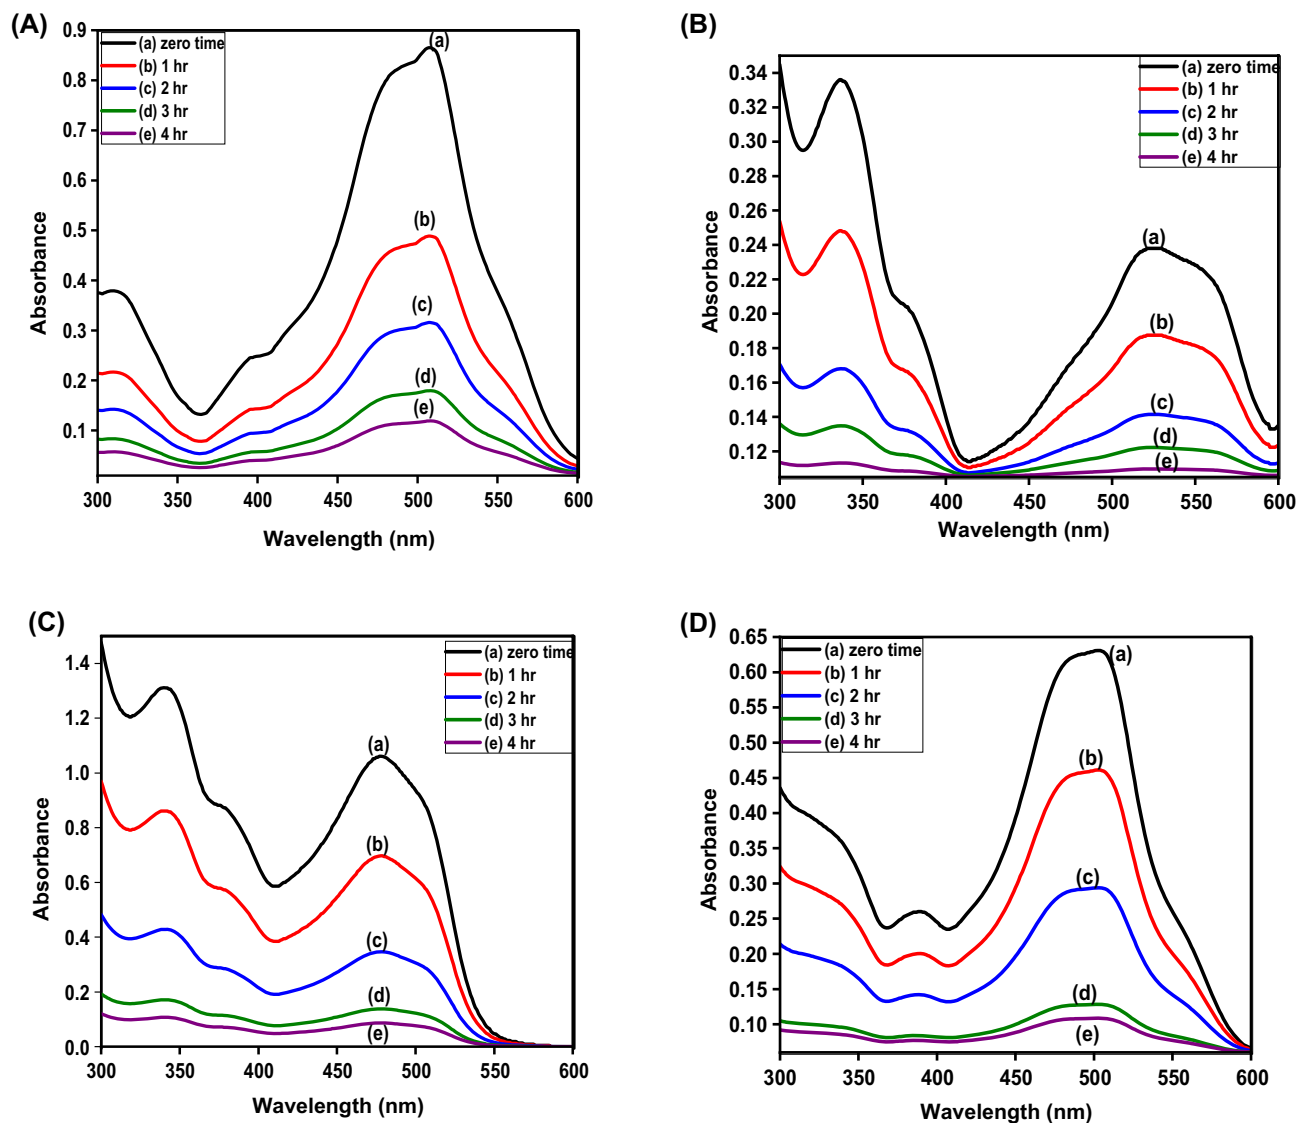 (A)
0.9
0.8
0.7
0.6
0.5
0.4
0.3
0.2
0.1
300 350 400 450 500 550 600
Absorbance
Wavelength (nm)
(a) zero time
(b) 1 hr
(c) 2 hr
(d) 3 hr
(e) 4 hr
(a)
(b)
(c)
(d)
(e)
(B)
0.34
0.32
0.30
0.28
0.26
0.24
0.22
0.20
0.18
0.16
0.14
0.12
300 350 400 450 500 550 600
Absorbance
Wavelength (nm)
(a) zero time
(b) 1 hr
(c) 2 hr
(d) 3 hr
(e) 4 hr
(a)
(b)
(c)
(d)
(e)
(C)
1.4
1.2
1.0
0.8
0.6
0.4
0.2
0.0
300 350 400 450 500 550 600
Absorbance
Wavelength (nm)
(a) zero time
(b) 1 hr
(c) 2 hr
(d) 3 hr
(e) 4 hr
(a)
(b)
(c)
(d)
(e)
(D)
0.65
0.60
0.55
0.50
0.45
0.40
0.35
0.30
0.25
0.20
0.15
0.10
300 350 400 450 500 550 600
Absorbance
Wavelength (nm)
(a) zero time
(b) 1 hr
(c) 2 hr
(d) 3 hr
(e) 4 hr
(a)
(b)
(c)
(d)
(e)